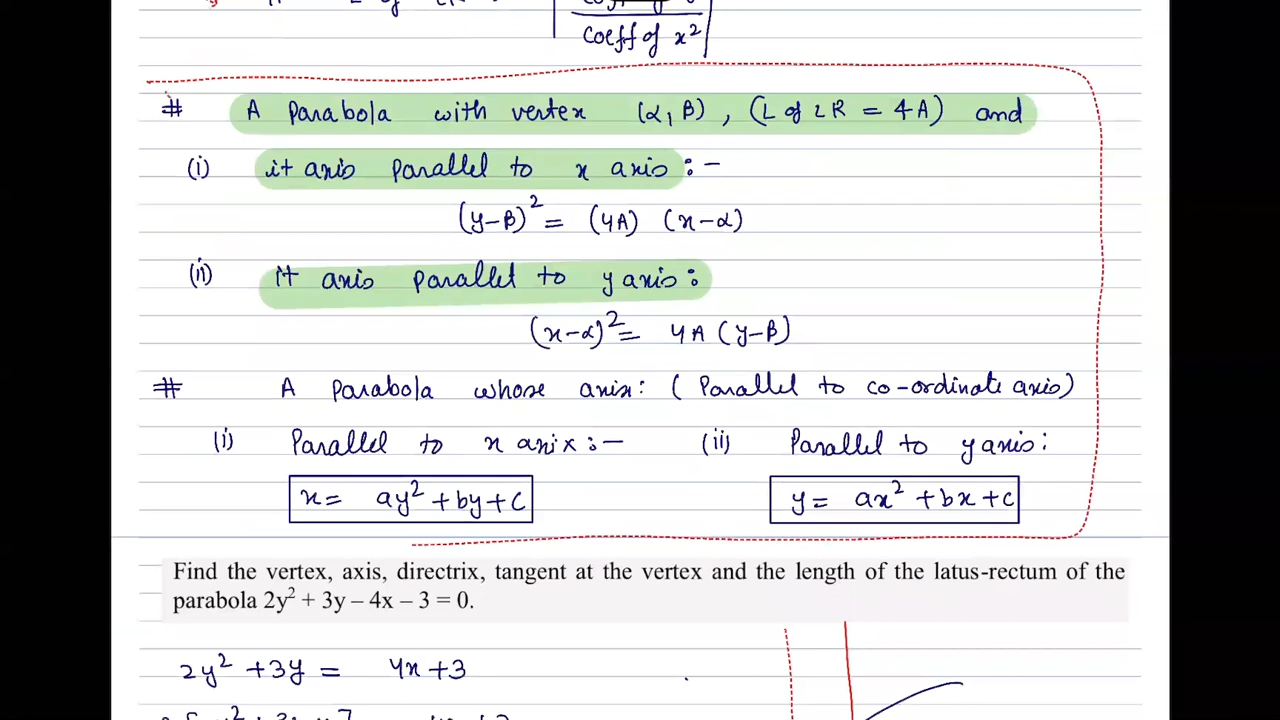 Coeff of x²
# A Parabola with vertex (α, β), (L of LR = 4A) and
(i) it axis parallel to x axis :-
(y-β)² = (4A) (x-α)
(ii) it axis parallel to y axis :
(x-α)² = 4A (y-β)
# A Parabola whose axis: (Parallel to co-ordinate axis)
(i) Parallel to x anix :- (ii) Parallel to y axis :
x = ay² + by + c y = ax² + bx + c
Find the vertex, axis, directrix, tangent at the vertex and the length of the latus-rectum of the
parabola 2y² + 3y – 4x – 3 = 0.
2y² + 3y = 4x + 3